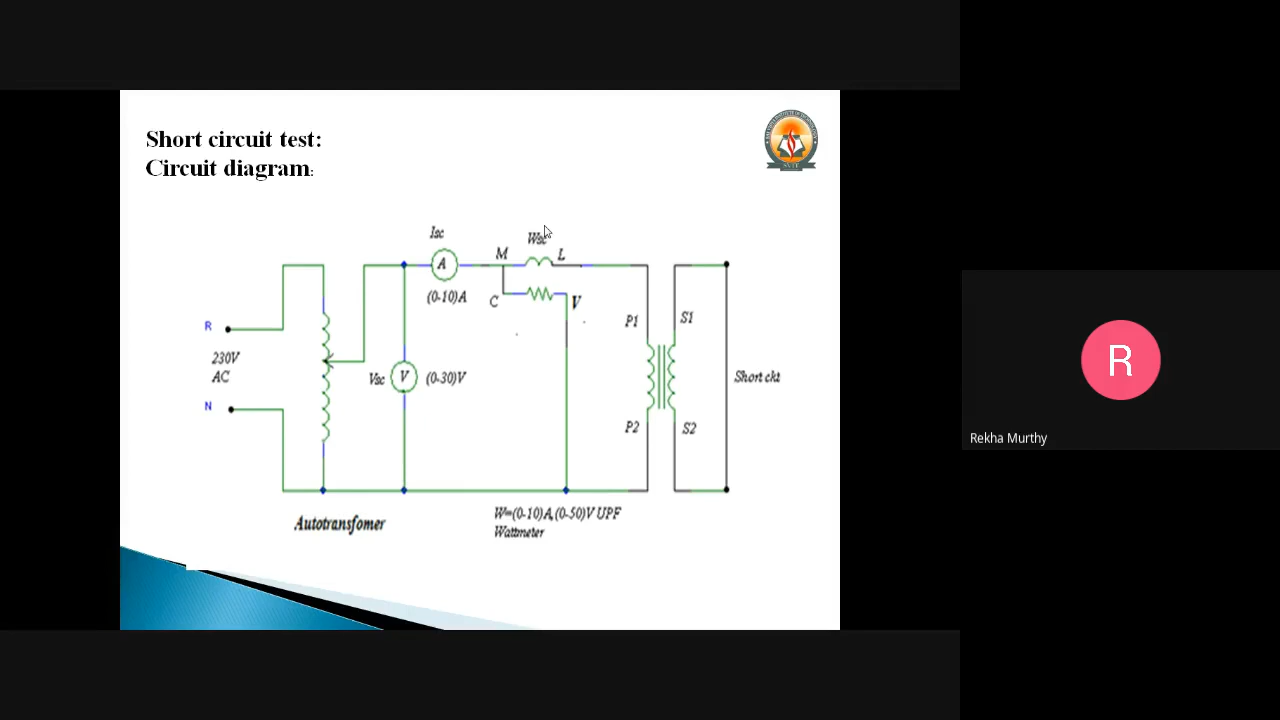 Short circuit test:
Circuit diagram:
Isc
Wsc
A
M
L
(0-10)A
C
V
R
230V
AC
N
Vsc
V
(0-30)V
P1
S1
Short ckt
P2
S2
Autotransfomer
W=(0-10)A,(0-50)V UPF
Wattmeter
R
Rekha Murthy